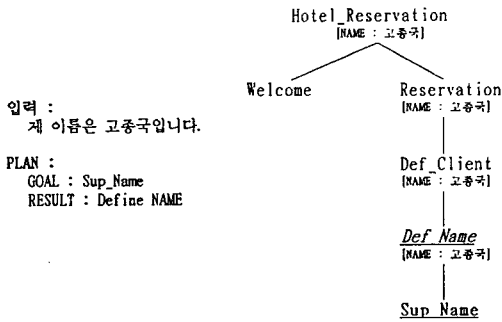 Hotel_Reservation
[NAME : 고종국]
Welcome
Reservation
[NAME : 고종국]
Def_Client
[NAME : 고종국]
Def_Name
[NAME : 고종국]
Sup_Name
입력 :
제 이름은 고종국입니다.
PLAN :
GOAL : Sup_Name
RESULT : Define NAME